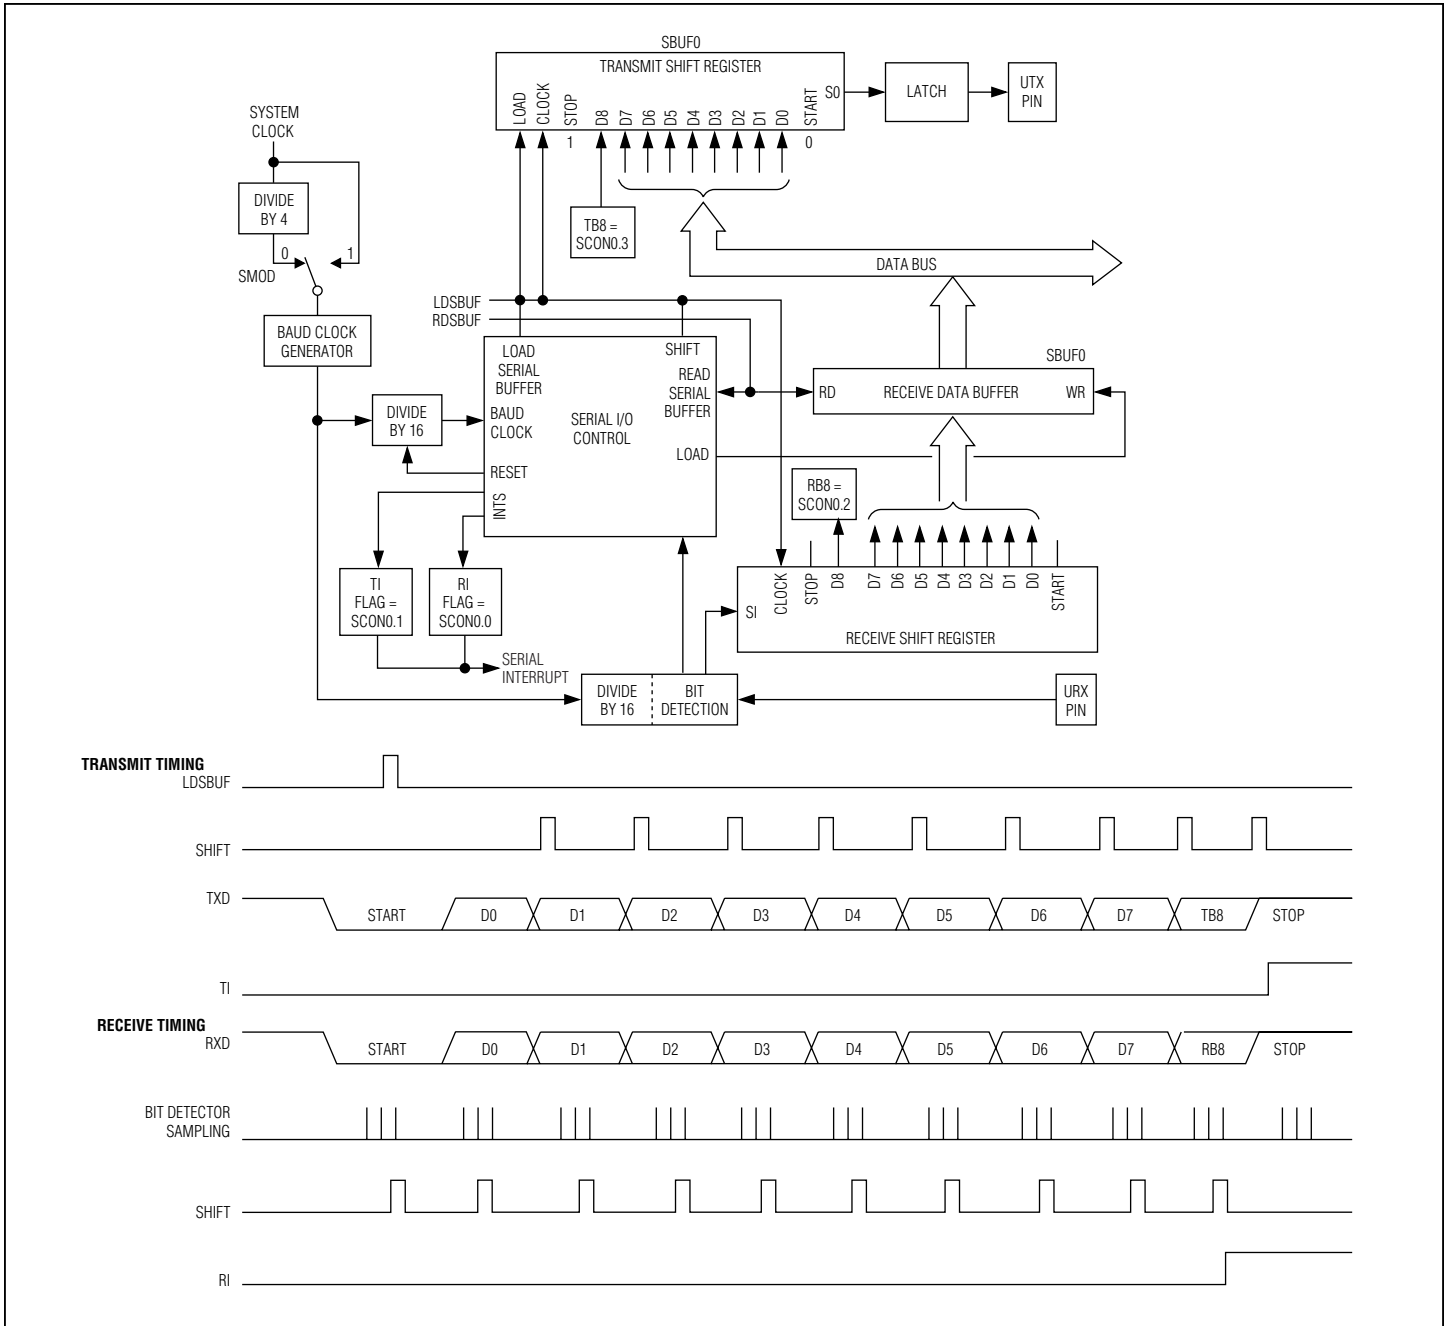 SBUF0
TRANSMIT SHIFT REGISTER
LOAD
CLOCK
STOP
1
D8
D7
D6
D5
D4
D3
D2
D1
D0
START
0
S0
LATCH
UTX
PIN
SYSTEM
CLOCK
DIVIDE
BY 4
0
1
SMOD
TB8 =
SCON0.3
DATA BUS
LDSBUF
RDSBUF
BAUD CLOCK
GENERATOR
LOAD
SERIAL
BUFFER
SHIFT
READ
SERIAL
BUFFER
SBUF0
RD
RECEIVE DATA BUFFER
WR
DIVIDE
BY 16
BAUD
CLOCK
SERIAL I/O
CONTROL
LOAD
RESET
INTS
RB8 =
SCON0.2
TI
FLAG =
SCON0.1
RI
FLAG =
SCON0.0
SI
CLOCK
STOP
D8
D7
D6
D5
D4
D3
D2
D1
D0
START
RECEIVE SHIFT REGISTER
SERIAL
INTERRUPT
DIVIDE
BY 16
BIT
DETECTION
URX
PIN
TRANSMIT TIMING
LDSBUF
SHIFT
TXD
START
D0
D1
D2
D3
D4
D5
D6
D7
TB8
STOP
TI
RECEIVE TIMING
RXD
START
D0
D1
D2
D3
D4
D5
D6
D7
RB8
STOP
BIT DETECTOR
SAMPLING
SHIFT
RI